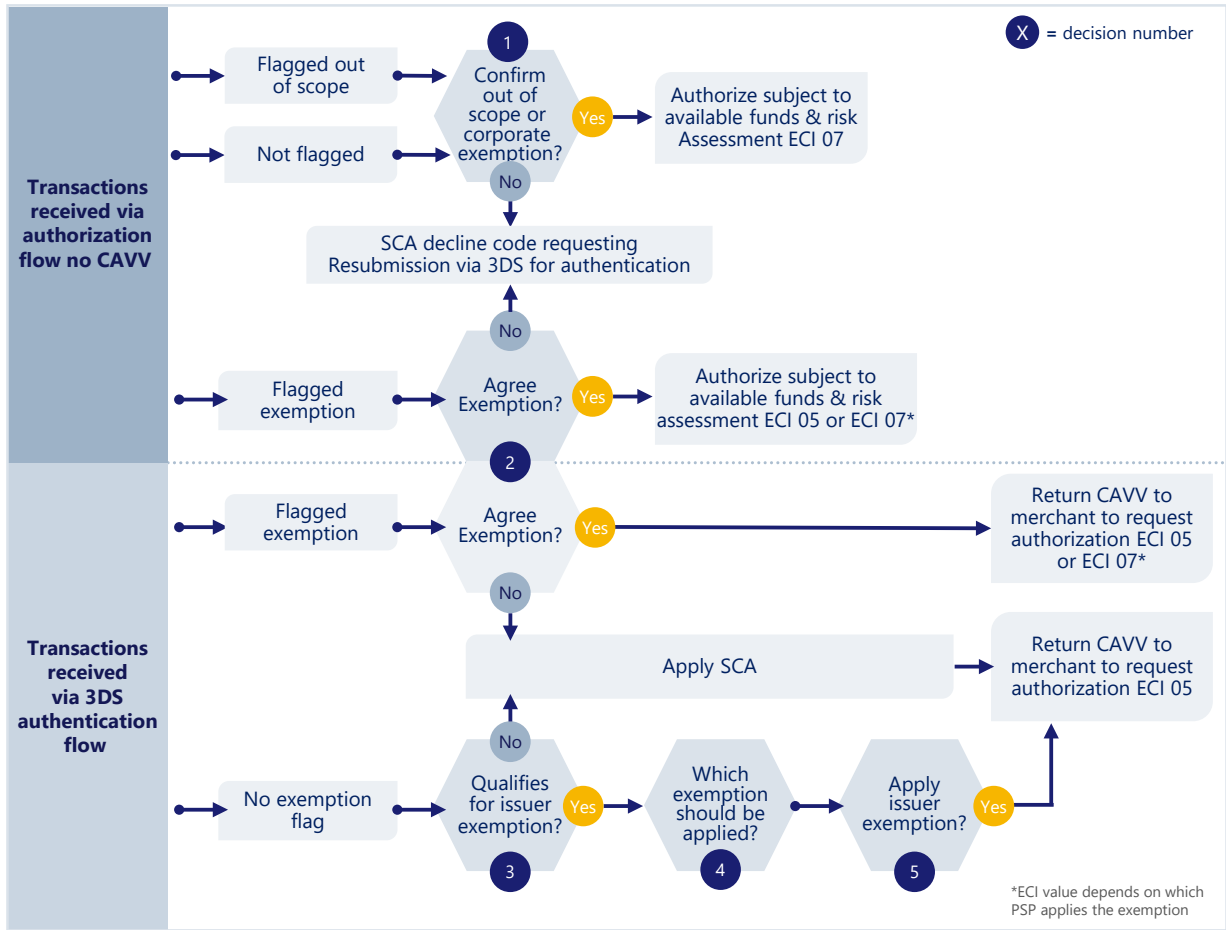 X = decision number
Transactions
received via
authorization
flow no CAVV
Flagged out
of scope
Not flagged
1
Confirm
out of
scope or
corporate
exemption?
Yes
Authorize subject to
available funds & risk
Assessment ECI 07
No
SCA decline code requesting
Resubmission via 3DS for authentication
No
Flagged
exemption
Agree
Exemption?
Yes
Authorize subject to
available funds & risk
assessment ECI 05 or ECI 07*
2
Transactions
received
via 3DS
authentication
flow
Flagged
exemption
Agree
Exemption?
Yes
Return CAVV to
merchant to request
authorization ECI 05
or ECI 07*
No
Apply SCA
Return CAVV to
merchant to request
authorization ECI 05
No
No exemption
flag
Qualifies
for issuer
exemption?
Yes
3
Which
exemption
should be
applied?
4
Apply
issuer
exemption?
Yes
5
*ECI value depends on which
PSP applies the exemption